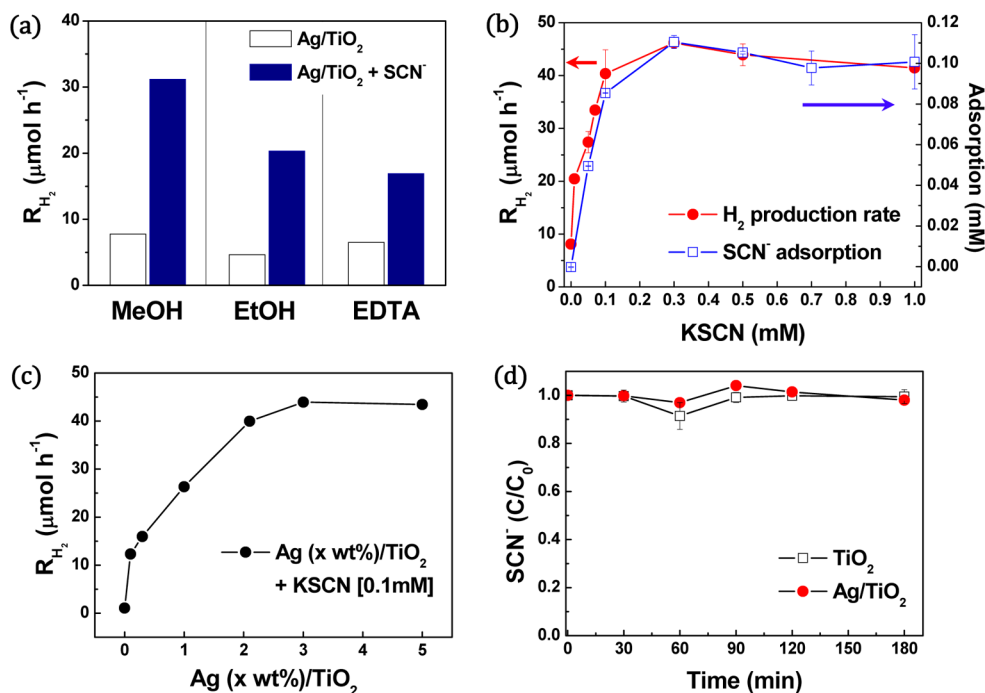 (a)
40
30
20
10
0
R_H₂ (μmol h⁻¹)
Ag/TiO₂
Ag/TiO₂ + SCN⁻
MeOH EtOH EDTA
(b)
50
40
30
20
10
0
R_H₂ (μmol h⁻¹)
0.12
0.10
0.08
0.06
0.04
0.02
0.00
Adsorption (mM)
H₂ production rate
SCN⁻ adsorption
0.0 0.1 0.2 0.3 0.4 0.5 0.6 0.7 0.8 0.9 1.0
KSCN (mM)
(c)
50
40
30
20
10
0
R_H₂ (μmol h⁻¹)
Ag (x wt%)/TiO₂
+ KSCN [0.1mM]
0 1 2 3 4 5
Ag (x wt%)/TiO₂
(d)
1.0
0.8
0.6
0.4
0.2
0.0
SCN⁻ (C/C₀)
TiO₂
Ag/TiO₂
0 30 60 90 120 150 180
Time (min)